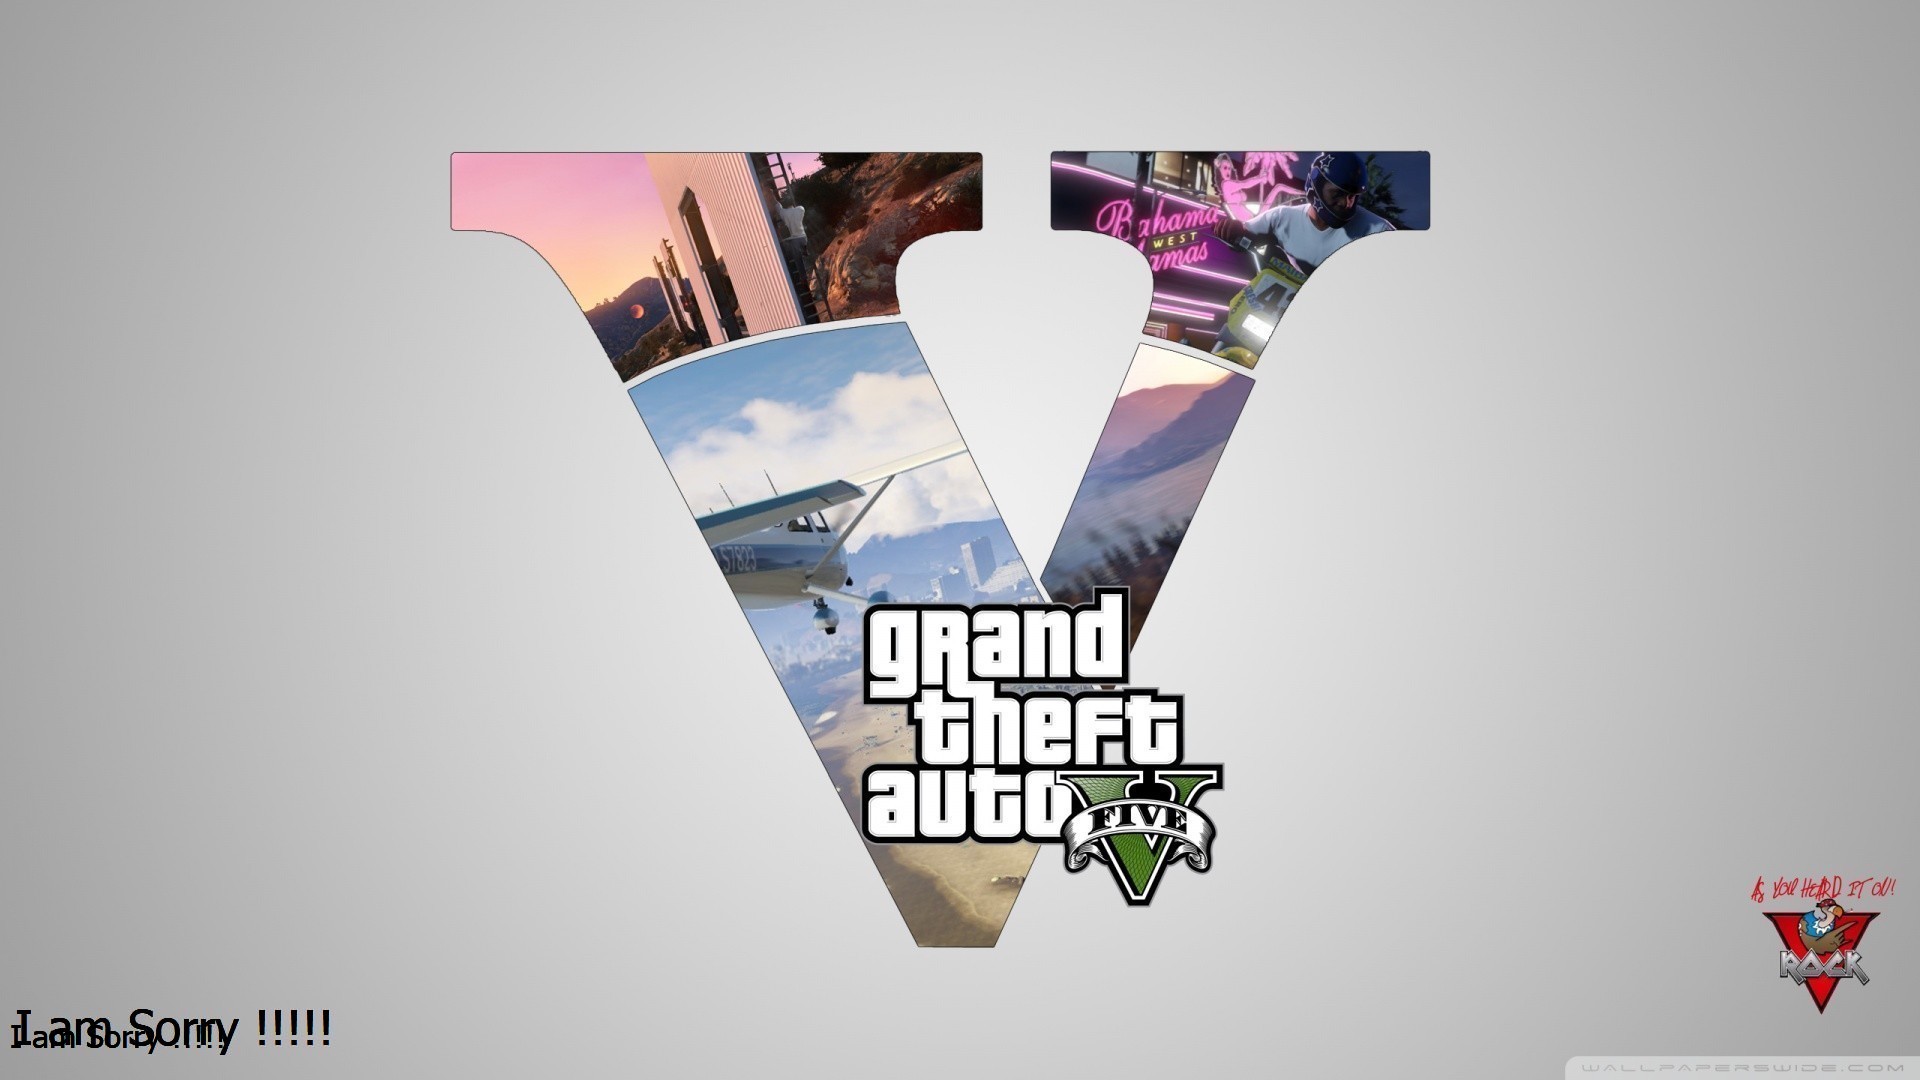 Bahama
WEST
amas
S7823
grand
theft
auto
FIVE
AS YOU HEARD IT ON!
ROCK
I am Sorry !!!!!
I am Sorry !!!!!
WALLPAPERSWIDE.COM